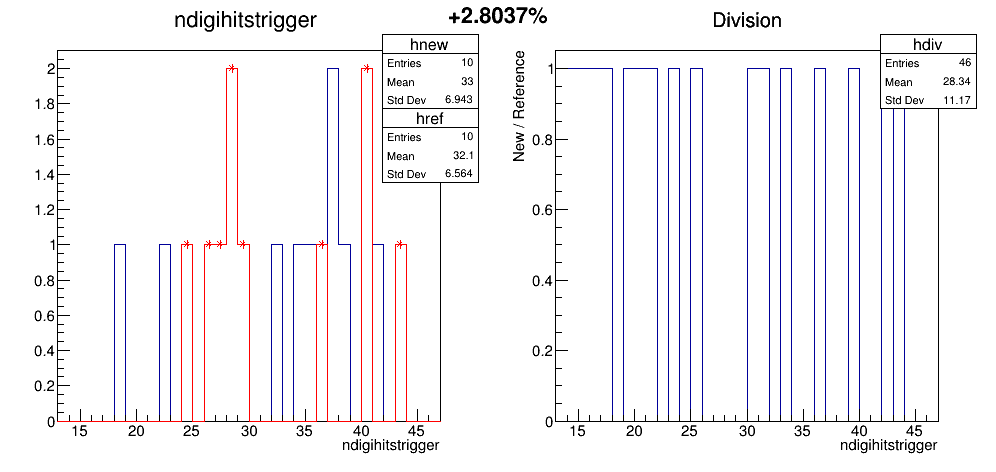 ndigihitstrigger
+2.8037%
Division
hnew
Entries 10
Mean 33
Std Dev 6.943
href
Entries 10
Mean 32.1
Std Dev 6.564
2
1.8
1.6
1.4
1.2
1
0.8
0.6
0.4
0.2
0
15 20 25 30 35 40 45
ndigihitstrigger
hdiv
Entries 46
Mean 28.34
Std Dev 11.17
New / Reference
1
0.8
0.6
0.4
0.2
0
15 20 25 30 35 40 45
ndigihitstrigger